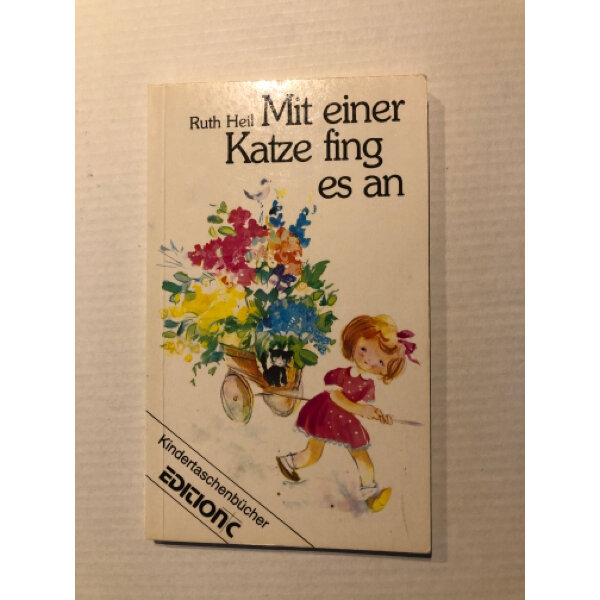 Ruth Heil Mit einer
Katze fing
es an
Kindertaschenbücher
EDITION C